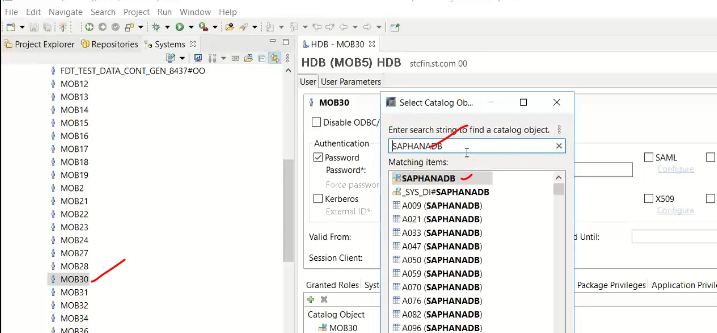 File Edit Navigate Search Project Run Window Help
Project Explorer Repositories Systems
FDT_TEST_DATA_CONT_GEN_8437#OO
MOB12
MOB13
MOB14
MOB15
MOB16
MOB17
MOB18
MOB19
MOB2
MOB21
MOB22
MOB23
MOB24
MOB27
MOB28
MOB30
MOB31
MOB32
MOB34
MOB36
HDB - MOB30
HDB (MOB5) HDB stcfin.st.com 00
User User Parameters
MOB30
Disable ODBC/
Authentication
Password
Password*:
Force password
Kerberos
External ID*:
Valid From:
Session Client:
Granted Roles
Catalog Object
MOB30
Select Catalog Ob...
Enter search string to find a catalog object.
SAPHANADB
Matching items:
SAPHANADB
_SYS_DI#SAPHANADB
A009 (SAPHANADB)
A021 (SAPHANADB)
A033 (SAPHANADB)
A047 (SAPHANADB)
A050 (SAPHANADB)
A059 (SAPHANADB)
A070 (SAPHANADB)
A076 (SAPHANADB)
A082 (SAPHANADB)
A096 (SAPHANADB)
SAML
Configure
X509
Configure
Until:
Package Privileges Application Privil